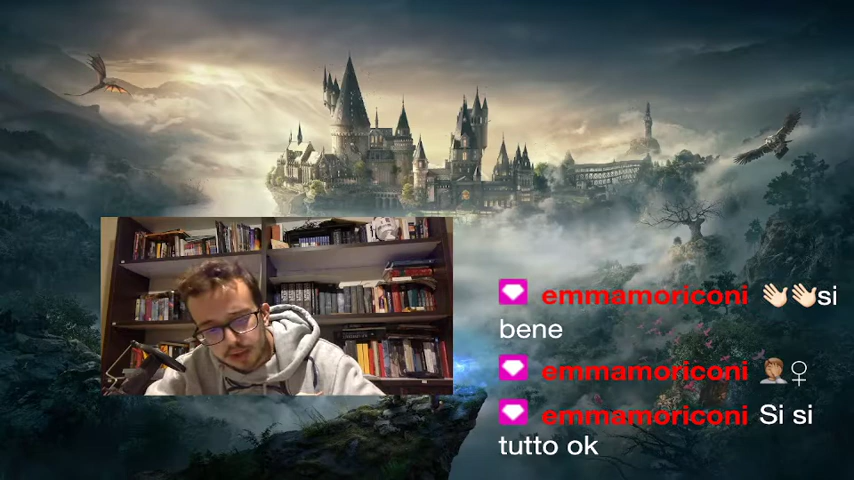 emmamoriconi 👋🏻👋🏻si
bene
emmamoriconi 🤦🏼♀
emmamoriconi Si si
tutto ok